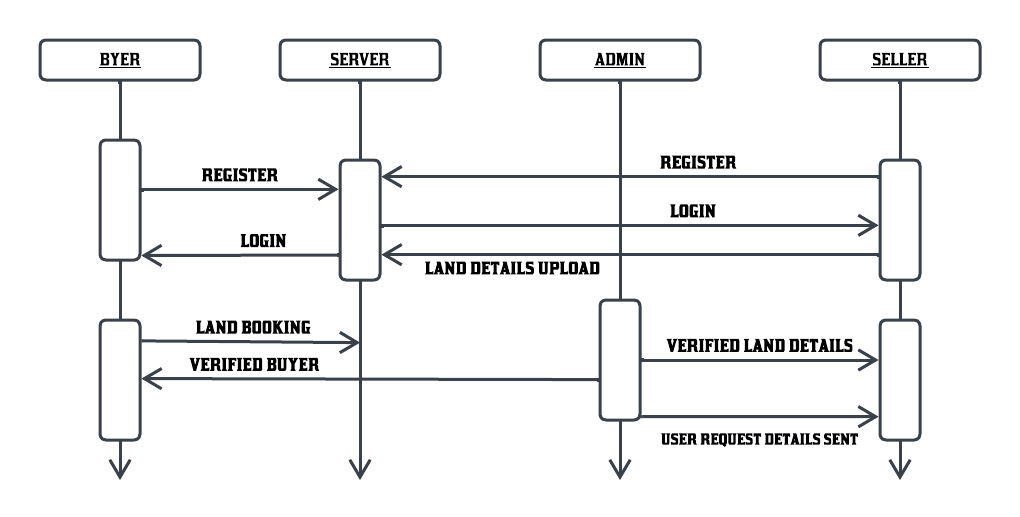 BYER
SERVER
ADMIN
SELLER
REGISTER
REGISTER
LOGIN
LOGIN
LAND DETAILS UPLOAD
LAND BOOKING
VERIFIED LAND DETAILS
VERIFIED BUYER
USER REQUEST DETAILS SENT